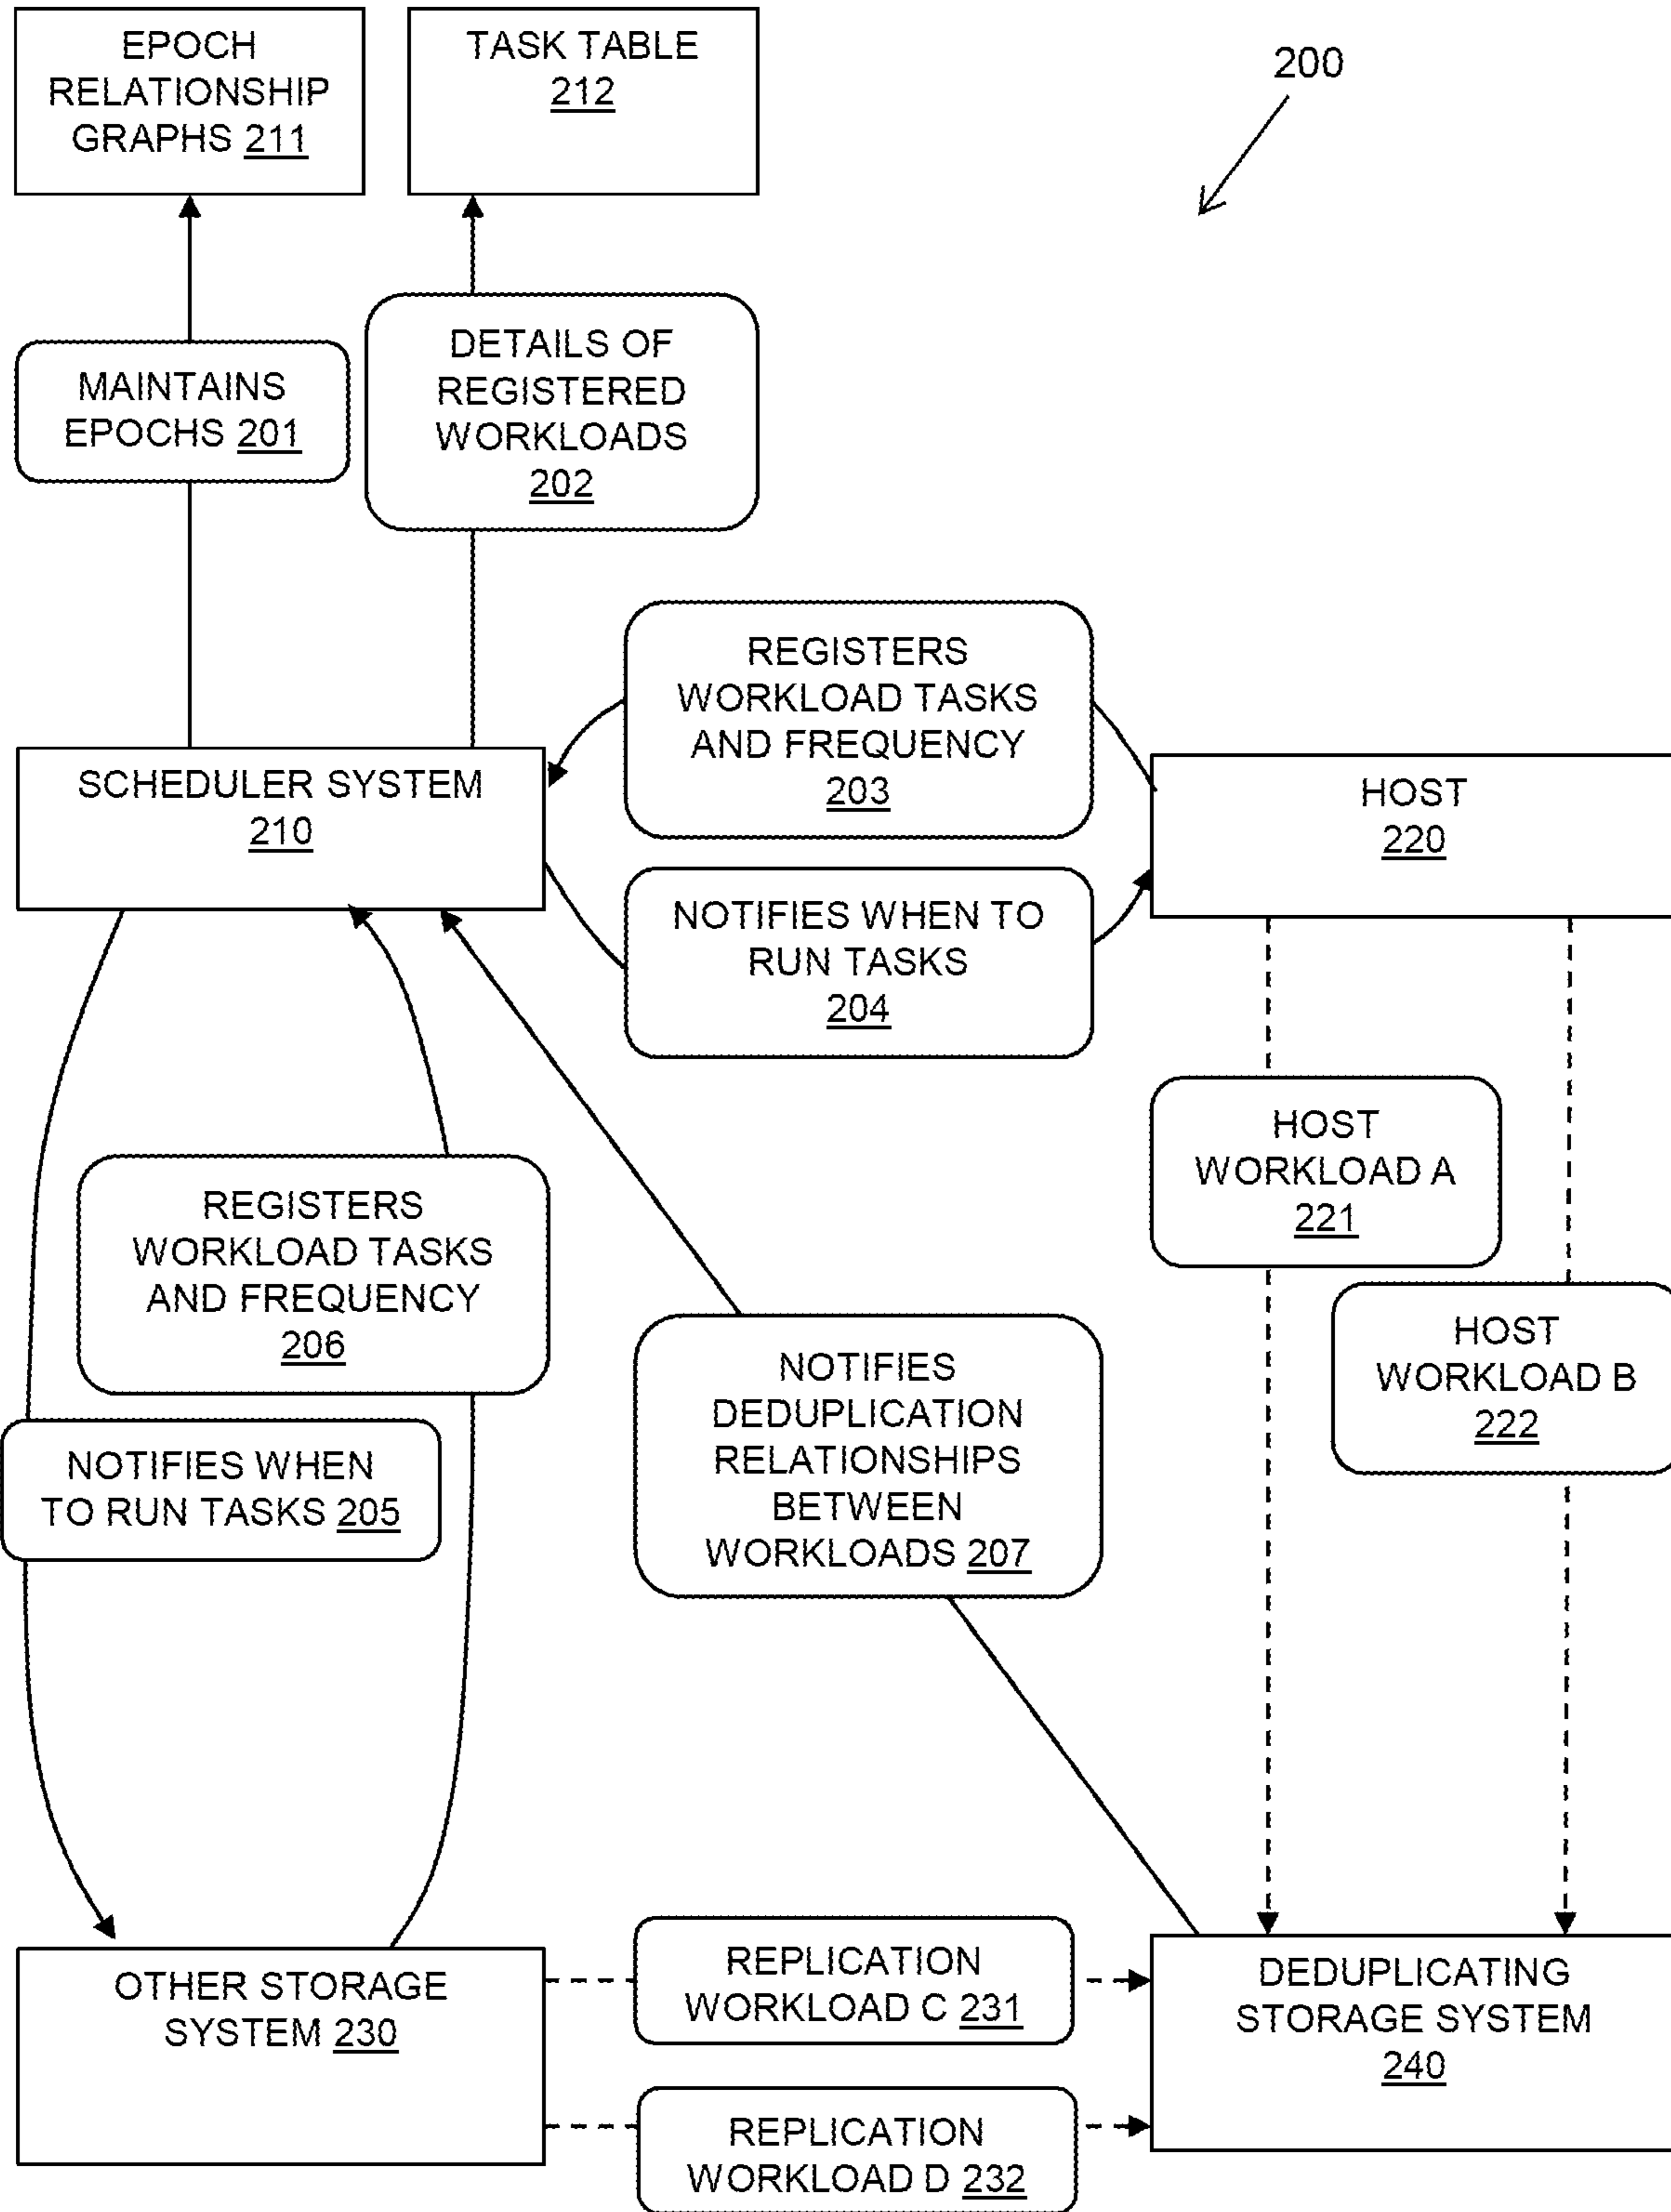 EPOCH
RELATIONSHIP
GRAPHS 211
TASK TABLE
212
200
MAINTAINS
EPOCHS 201
DETAILS OF
REGISTERED
WORKLOADS
202
REGISTERS
WORKLOAD TASKS
AND FREQUENCY
203
SCHEDULER SYSTEM
210
HOST
220
NOTIFIES WHEN TO
RUN TASKS
204
HOST
WORKLOAD A
221
REGISTERS
WORKLOAD TASKS
AND FREQUENCY
206
HOST
WORKLOAD B
222
NOTIFIES
DEDUPLICATION
RELATIONSHIPS
BETWEEN
WORKLOADS 207
NOTIFIES WHEN
TO RUN TASKS 205
OTHER STORAGE
SYSTEM 230
REPLICATION
WORKLOAD C 231
DEDUPLICATING
STORAGE SYSTEM
240
REPLICATION
WORKLOAD D 232